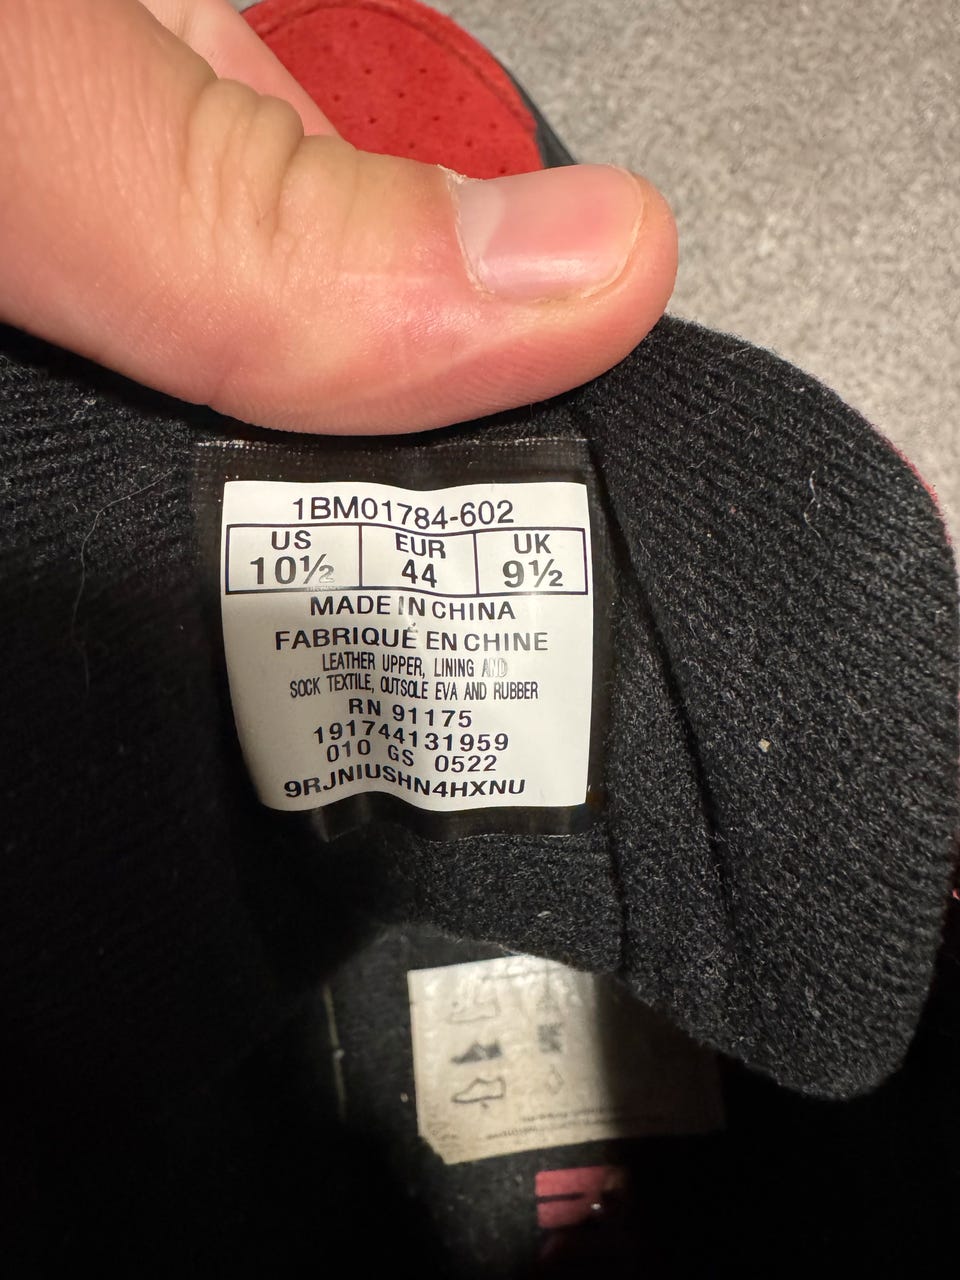 1BM01784-602
US EUR UK
10½ 44 9½
MADE IN CHINA
FABRIQUÉ EN CHINE
LEATHER UPPER, LINING AND
SOCK TEXTILE, OUTSOLE EVA AND RUBBER
RN 91175
191744131959
010 GS 0522
9RJNIUSHN4HXNU